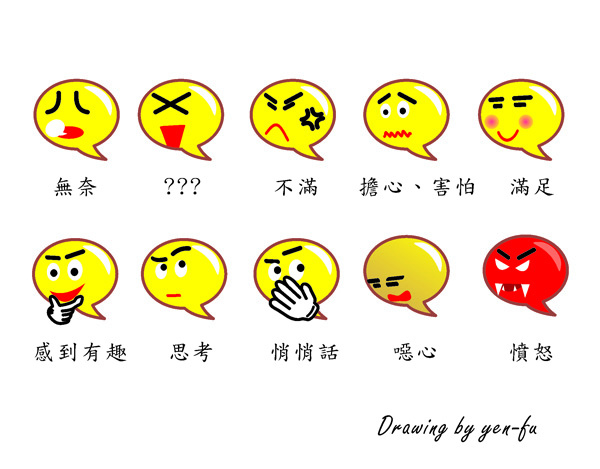 無奈 ??? 不滿 擔心、害怕 滿足
感到有趣 思考 悄悄話 噁心 憤怒
Drawing by yen-fu